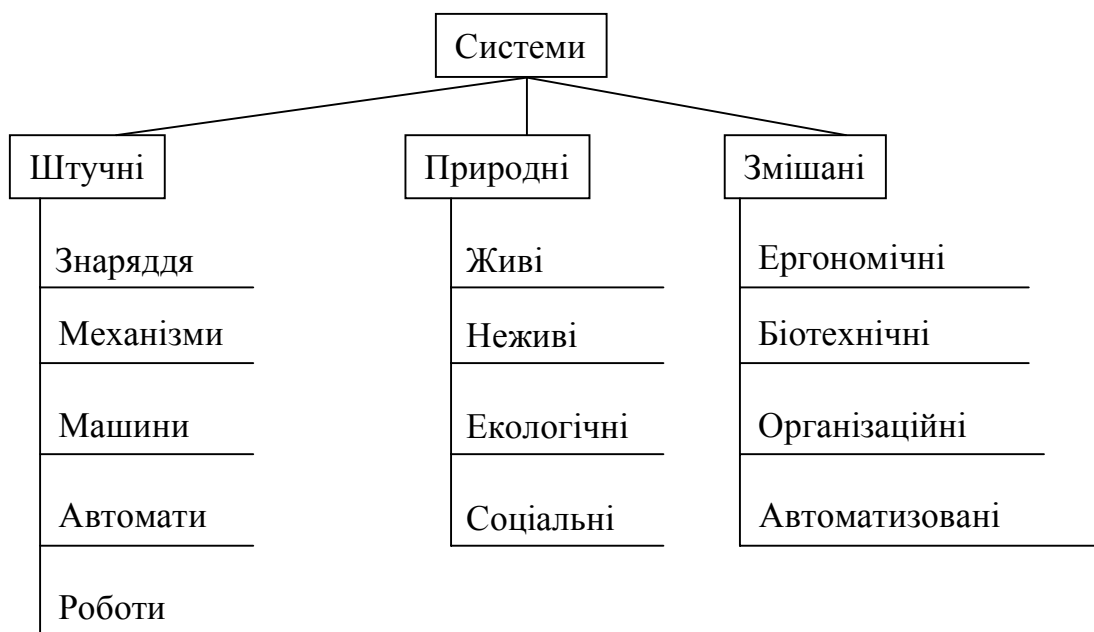 Системи
Штучні
Природні
Змішані
Знаряддя
Живі
Ергономічні
Механізми
Неживі
Біотехнічні
Машини
Екологічні
Організаційні
Автомати
Соціальні
Автоматизовані
Роботи